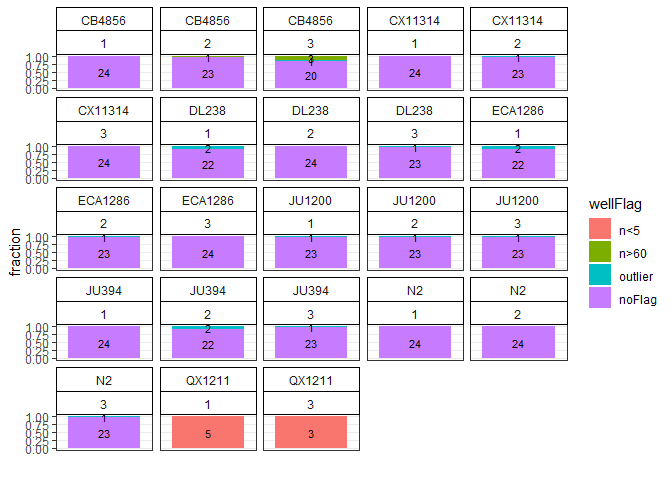 CB4856 CB4856 CB4856 CX11314 CX11314
1 2 3 1 2
1.00 0.75 0.50 0.25 0.00
24 1 23 3 1 20 24 1 23
CX11314 DL238 DL238 DL238 ECA1286
3 1 2 3 1
1.00 0.75 0.50 0.25 0.00
24 2 22 24 1 23 2 22
ECA1286 ECA1286 JU1200 JU1200 JU1200
2 3 1 2 3
1.00 0.75 0.50 0.25 0.00
1 23 24 1 23 1 23 1 23
JU394 JU394 JU394 N2 N2
1 2 3 1 2
1.00 0.75 0.50 0.25 0.00
24 2 22 1 23 24 24
N2 QX1211 QX1211
3 1 3
1.00 0.75 0.50 0.25 0.00
1 23 5 3
fraction
wellFlag
n<5
n>60
outlier
noFlag